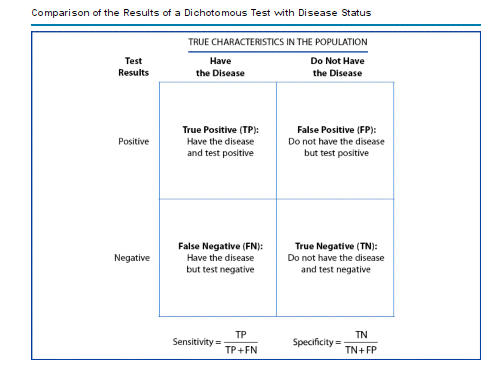 Comparison of the Results of a Dichotomous Test with Disease Status
TRUE CHARACTERISTICS IN THE POPULATION
Test
Results
Have
the Disease
Do Not Have
the Disease
Positive
True Positive (TP):
Have the disease
and test positive
False Positive (FP):
Do not have the disease
but test positive
Negative
False Negative (FN):
Have the disease
but test negative
True Negative (TN):
Do not have the disease
and test negative
Sensitivity = TP
TP + FN
Specificity = TN
TN + FP